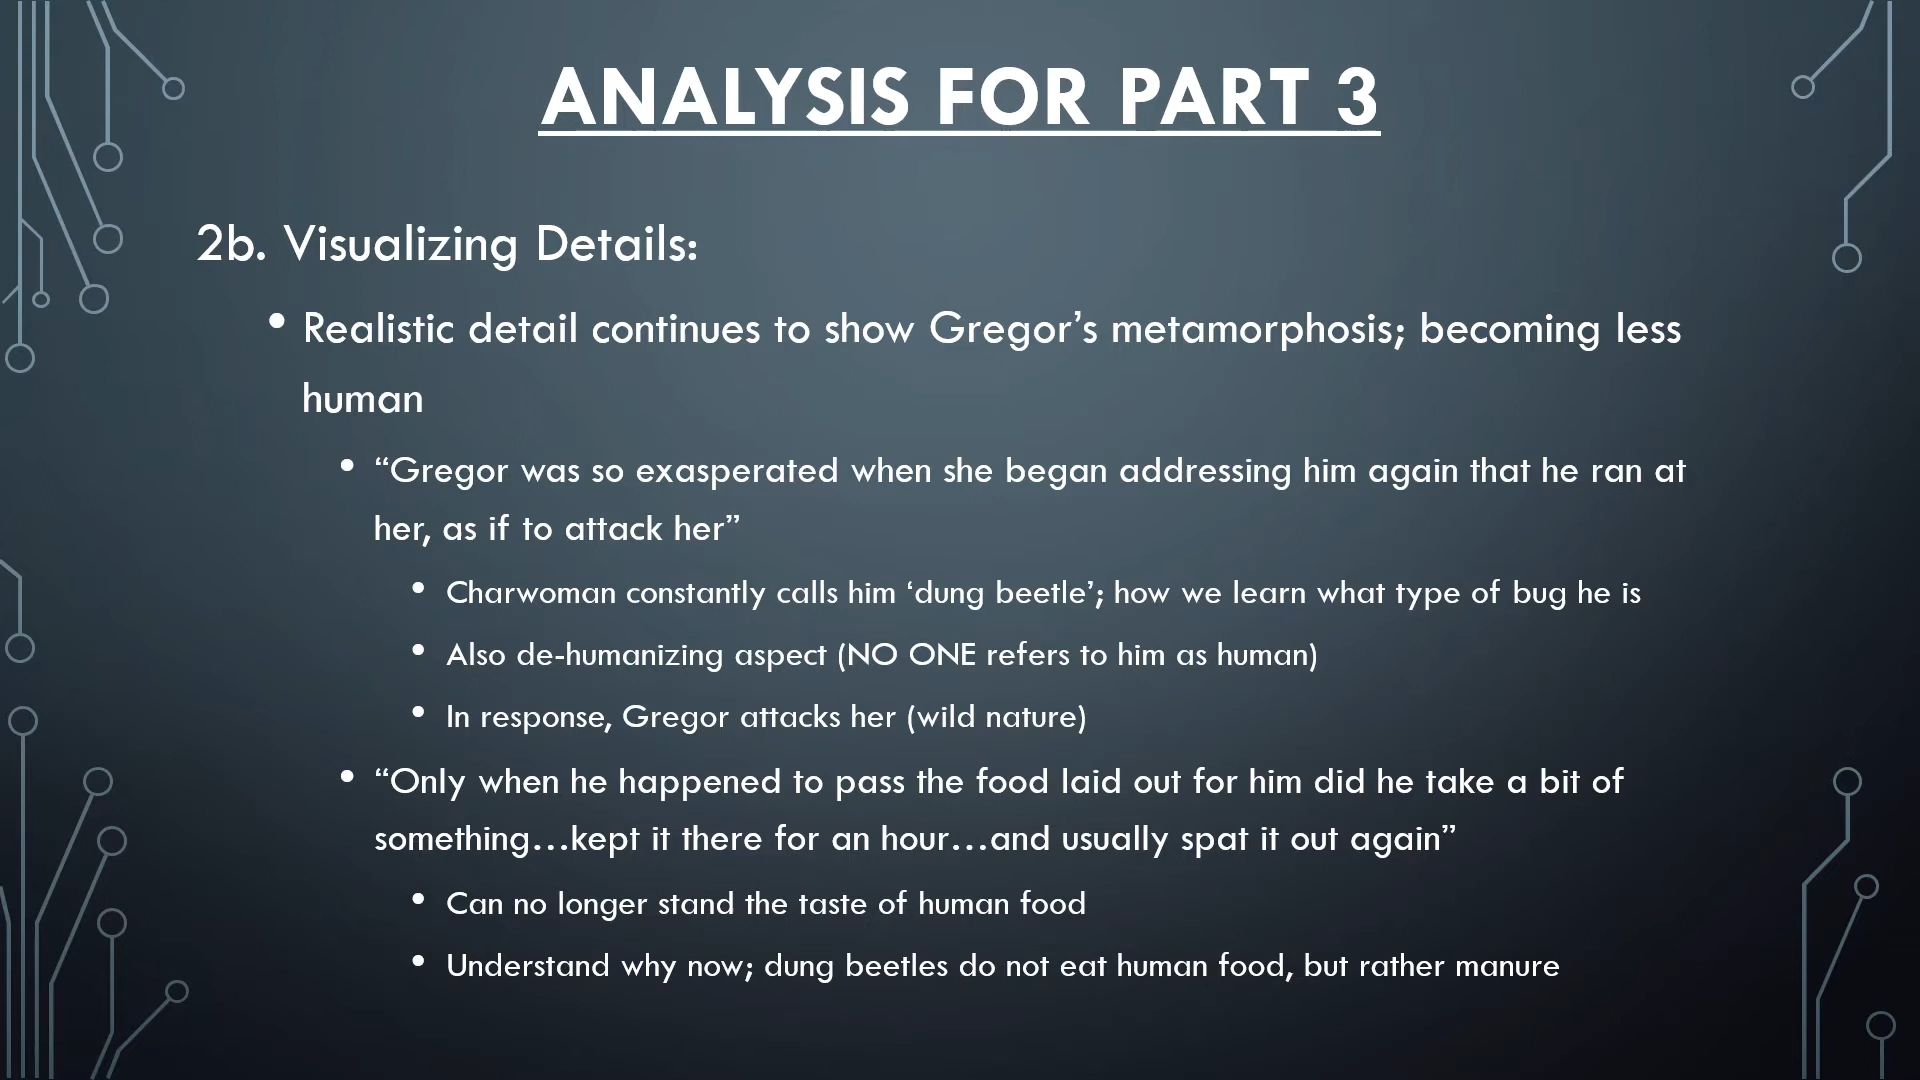 ANALYSIS FOR PART 3
2b. Visualizing Details:
• Realistic detail continues to show Gregor’s metamorphosis; becoming less
human
• “Gregor was so exasperated when she began addressing him again that he ran at
her, as if to attack her”
• Charwoman constantly calls him ‘dung beetle’; how we learn what type of bug he is
• Also de-humanizing aspect (NO ONE refers to him as human)
• In response, Gregor attacks her (wild nature)
• “Only when he happened to pass the food laid out for him did he take a bit of
something…kept it there for an hour…and usually spat it out again”
• Can no longer stand the taste of human food
• Understand why now; dung beetles do not eat human food, but rather manure